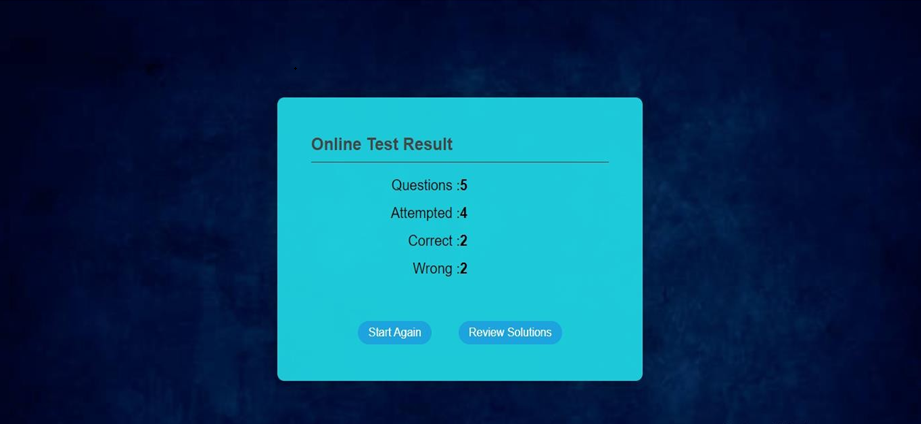 Online Test Result
Questions :5
Attempted :4
Correct :2
Wrong :2
Start Again
Review Solutions